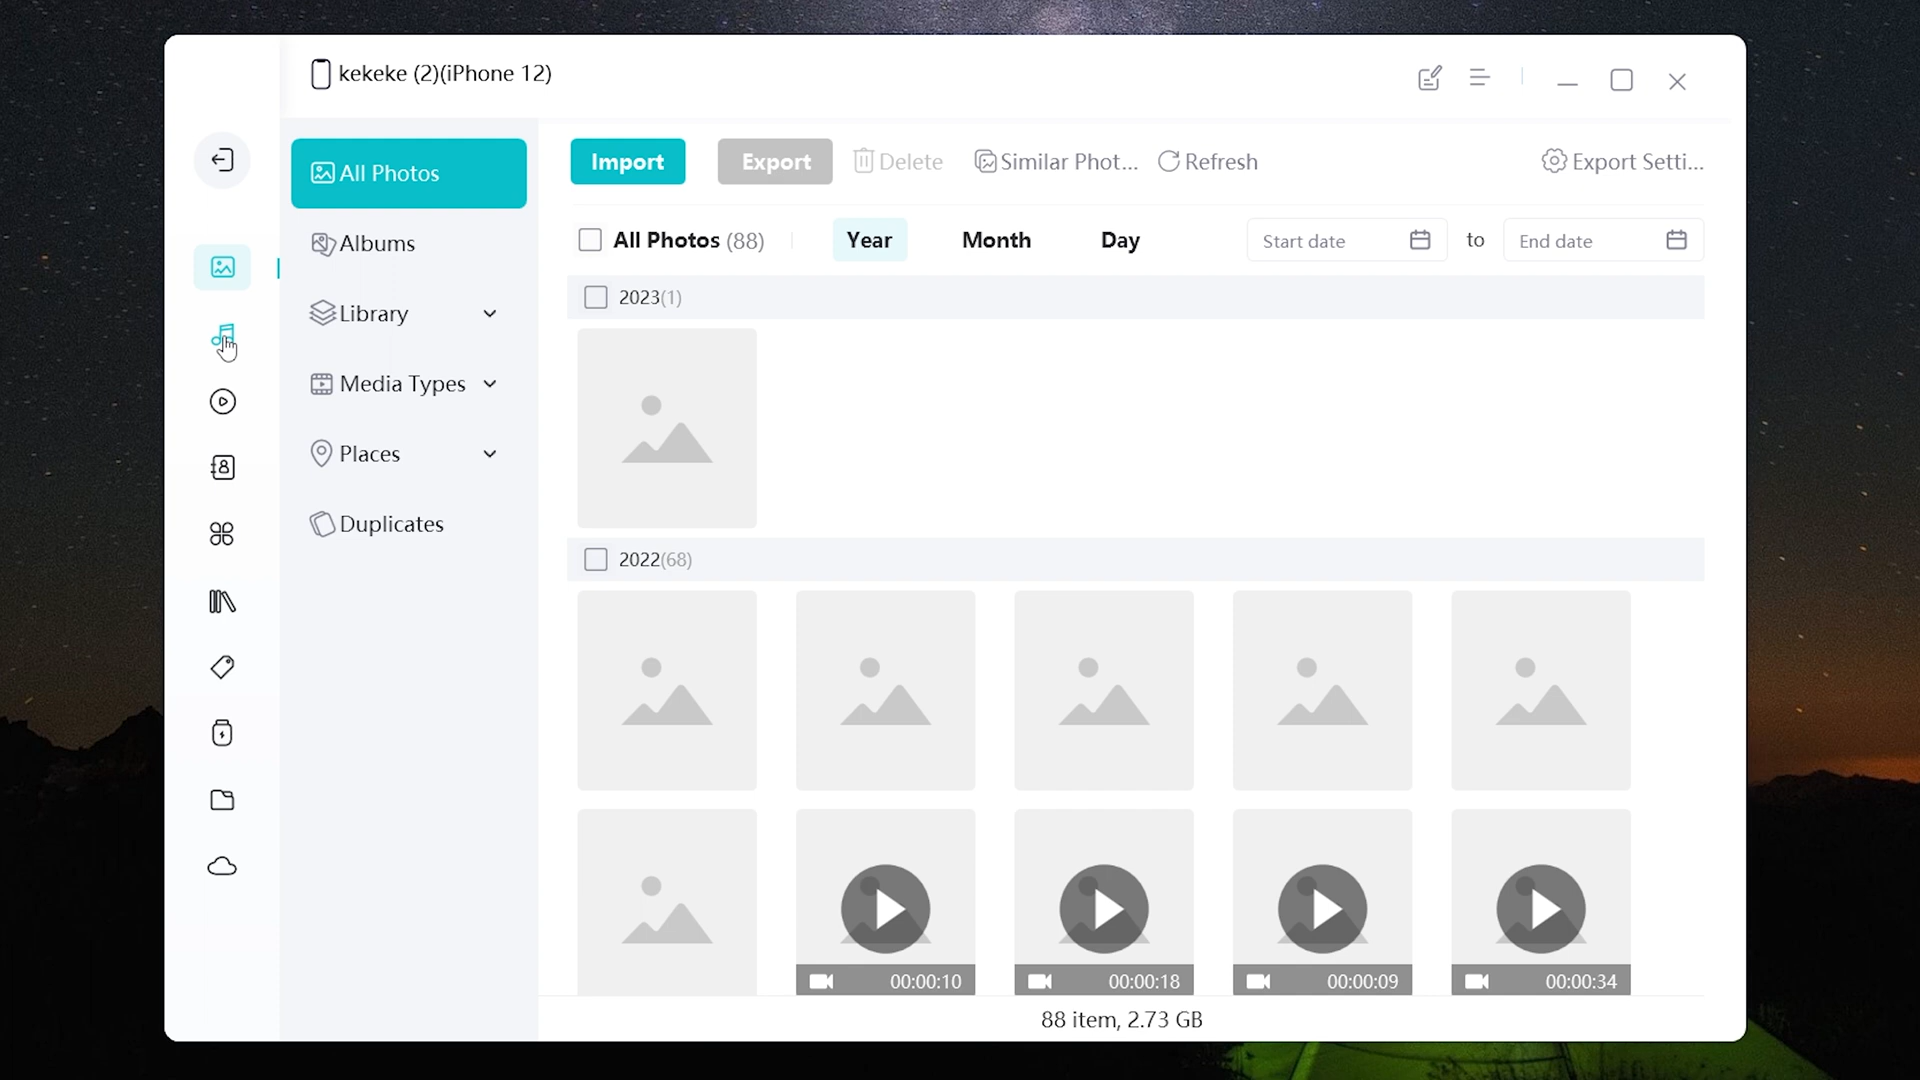 kekeke (2)(iPhone 12)
All Photos
Albums
Library
Media Types
Places
Duplicates
Import
Export
Delete
Similar Phot...
Refresh
Export Setti...
All Photos (88)
Year
Month
Day
Start date
to
End date
2023(1)
2022(68)
00:00:10
00:00:18
00:00:09
00:00:34
88 item, 2.73 GB